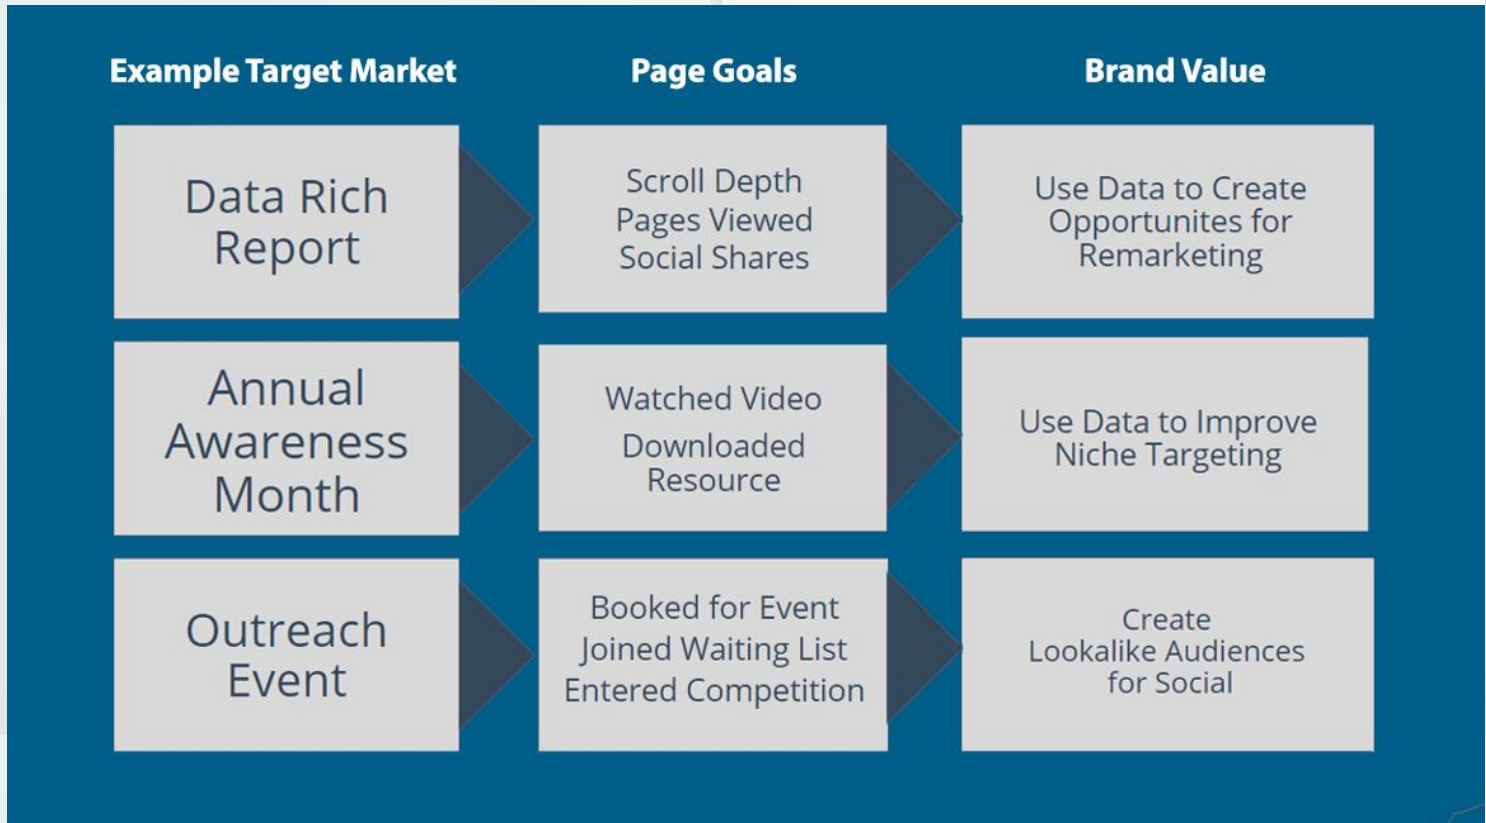 Example Target Market
Page Goals
Brand Value
Data Rich
Report
Scroll Depth
Pages Viewed
Social Shares
Use Data to Create
Opportunites for
Remarketing
Annual
Awareness
Month
Watched Video
Downloaded
Resource
Use Data to Improve
Niche Targeting
Outreach
Event
Booked for Event
Joined Waiting List
Entered Competition
Create
Lookalike Audiences
for Social